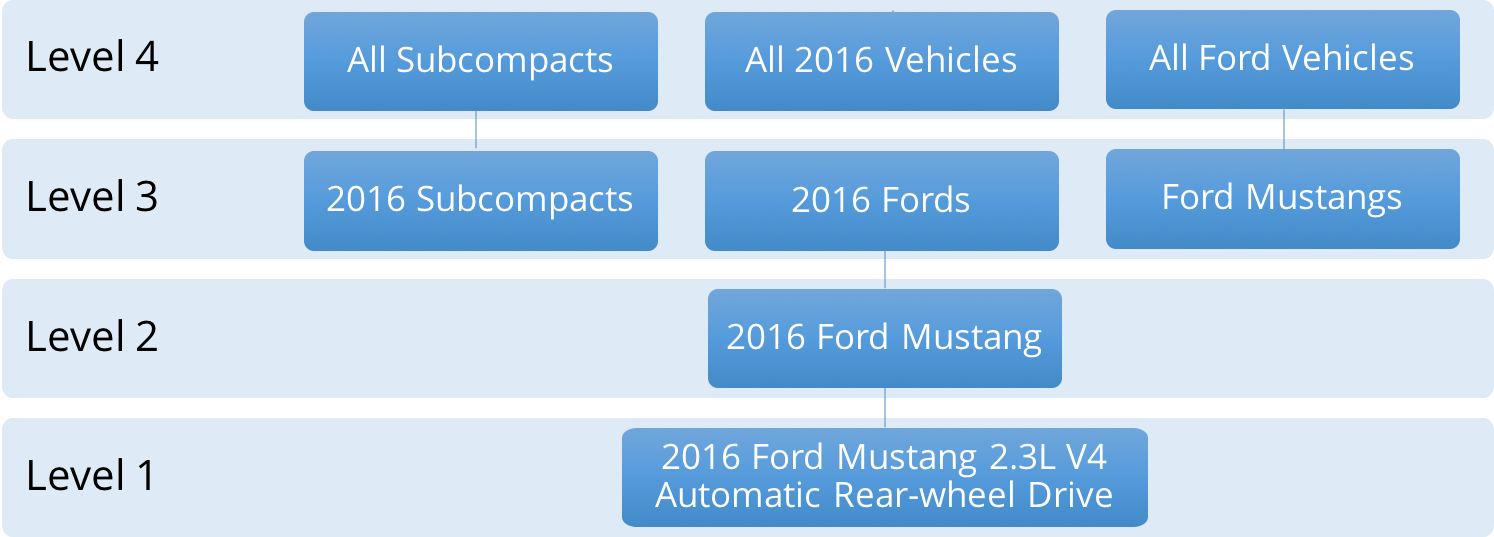 Level 4
All Subcompacts
All 2016 Vehicles
All Ford Vehicles
Level 3
2016 Subcompacts
2016 Fords
Ford Mustangs
Level 2
2016 Ford Mustang
Level 1
2016 Ford Mustang 2.3L V4
Automatic Rear-wheel Drive